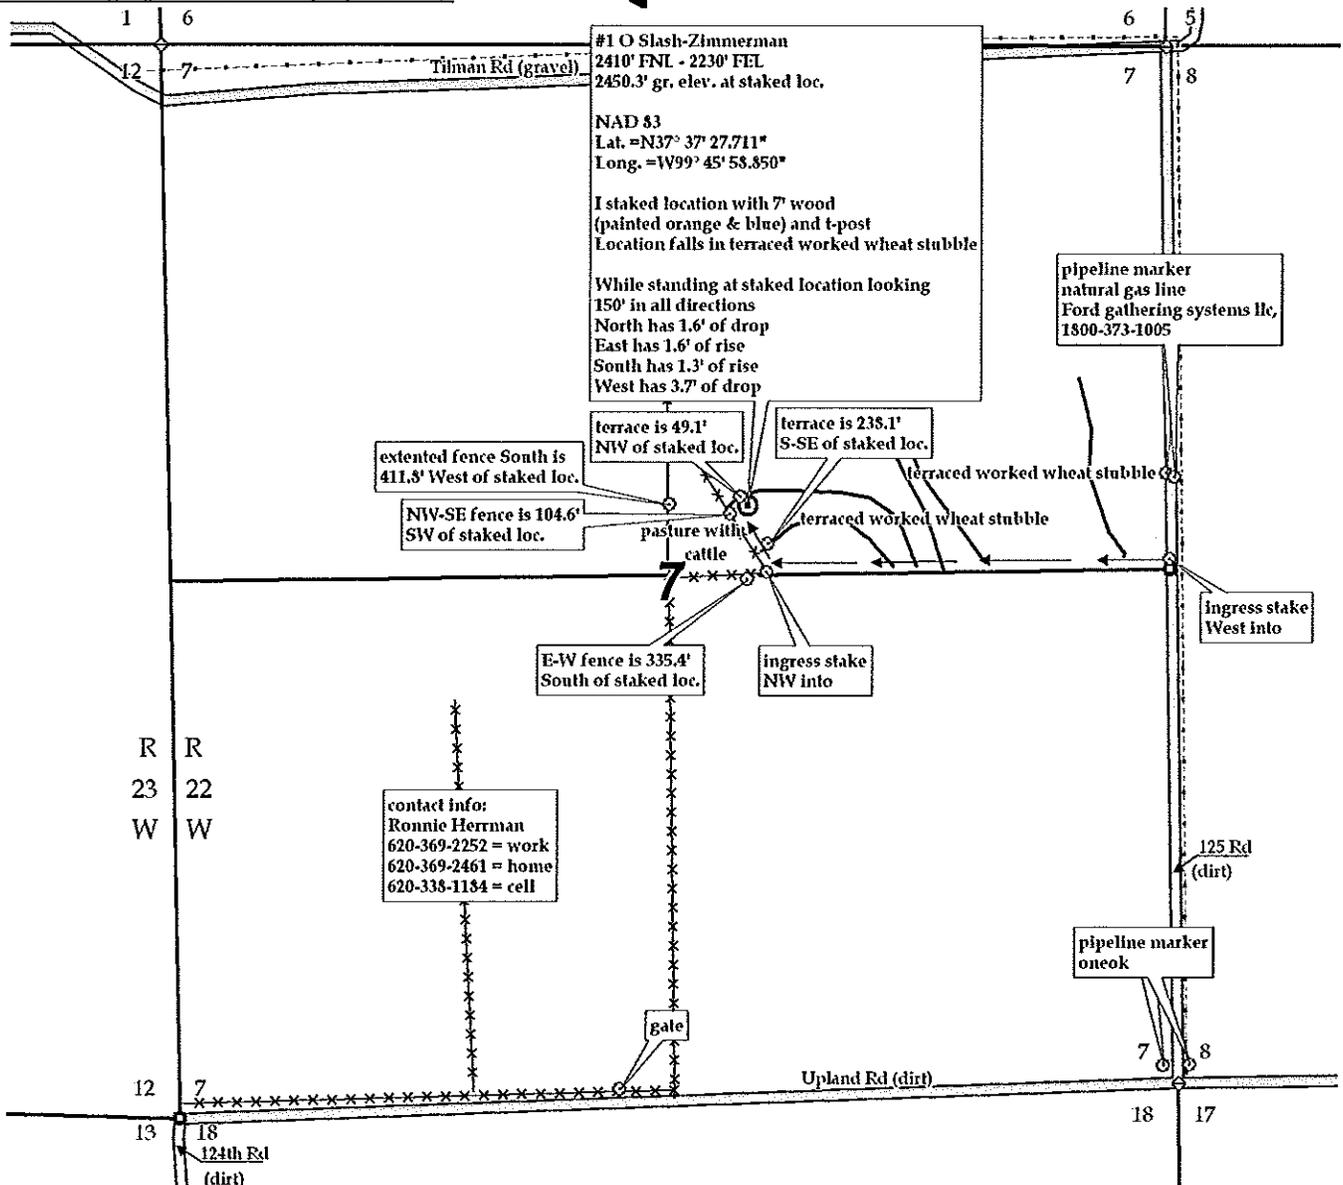 1 6
6 5
12 7
7 8
Tilman Rd (gravel)
#1 O Slash-Zimmerman
2410' FNL - 2230' FEL
2450.3' gr. elev. at staked loc.
NAD 83
Lat. =N37° 37' 27.711"
Long. =W99° 45' 58.850"
I staked location with 7' wood
(painted orange & blue) and t-post
Location falls in terraced worked wheat stubble
While standing at staked location looking
150' in all directions
North has 1.6' of drop
East has 1.6' of rise
South has 1.3' of rise
West has 3.7' of drop
pipeline marker
natural gas line
Ford gathering systems llc,
1800-373-1005
terrace is 49.1'
NW of staked loc.
terrace is 238.1'
S-SE of staked loc.
extented fence South is
411.8' West of staked loc.
NW-SE fence is 104.6'
SW of staked loc.
terraced worked wheat stubble
terraced worked wheat stubble
pasture with
cattle
7
ingress stake
West into
E-W fence is 335.4'
South of staked loc.
ingress stake
NW into
R R
23 22
W W
contact info:
Ronnie Herrman
620-369-2252 = work
620-369-2461 = home
620-338-1184 = cell
125 Rd
(dirt)
pipeline marker
oneok
gate
7 8
Upland Rd (dirt)
12 7
13 18
18 17
124th Rd
(dirt)